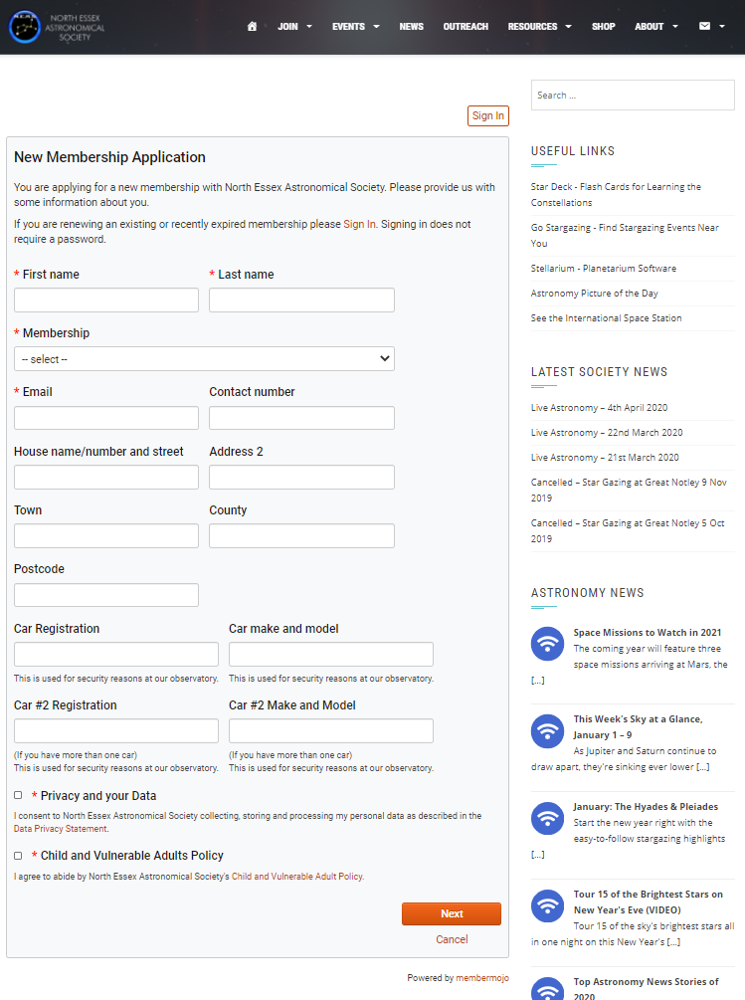 NORTH ESSEX
ASTRONOMICAL
SOCIETY
JOIN EVENTS NEWS OUTREACH RESOURCES SHOP ABOUT
Sign In
New Membership Application
You are applying for a new membership with North Essex Astronomical Society. Please provide us with
some information about you.
If you are renewing an existing or recently expired membership please Sign In. Signing in does not
require a password.
* First name * Last name
* Membership
-- select --
* Email Contact number
House name/number and street Address 2
Town County
Postcode
Car Registration Car make and model
This is used for security reasons at our observatory. This is used for security reasons at our observatory.
Car #2 Registration Car #2 Make and Model
(If you have more than one car) (If you have more than one car)
This is used for security reasons at our observatory. This is used for security reasons at our observatory.
* Privacy and your Data
I consent to North Essex Astronomical Society collecting, storing and processing my personal data as described in the
Data Privacy Statement.
* Child and Vulnerable Adults Policy
I agree to abide by North Essex Astronomical Society's Child and Vulnerable Adult Policy.
Next
Cancel
Powered by membermojo
Search ...
USEFUL LINKS
Star Deck - Flash Cards for Learning the
Constellations
Go Stargazing - Find Stargazing Events Near
You
Stellarium - Planetarium Software
Astronomy Picture of the Day
See the International Space Station
LATEST SOCIETY NEWS
Live Astronomy – 4th April 2020
Live Astronomy – 22nd March 2020
Live Astronomy – 21st March 2020
Cancelled – Star Gazing at Great Notley 9 Nov
2019
Cancelled – Star Gazing at Great Notley 5 Oct
2019
ASTRONOMY NEWS
Space Missions to Watch in 2021
The coming year will feature three
space missions arriving at Mars, the
[...]
This Week's Sky at a Glance,
January 1 – 9
As Jupiter and Saturn continue to
draw apart, they're sinking ever lower [...]
January: The Hyades & Pleiades
Start the new year right with the
easy-to-follow stargazing highlights
[...]
Tour 15 of the Brightest Stars on
New Year's Eve (VIDEO)
Tour 15 of the sky's brightest stars all
in one night on this New Year's [...]
Top Astronomy News Stories of
2020